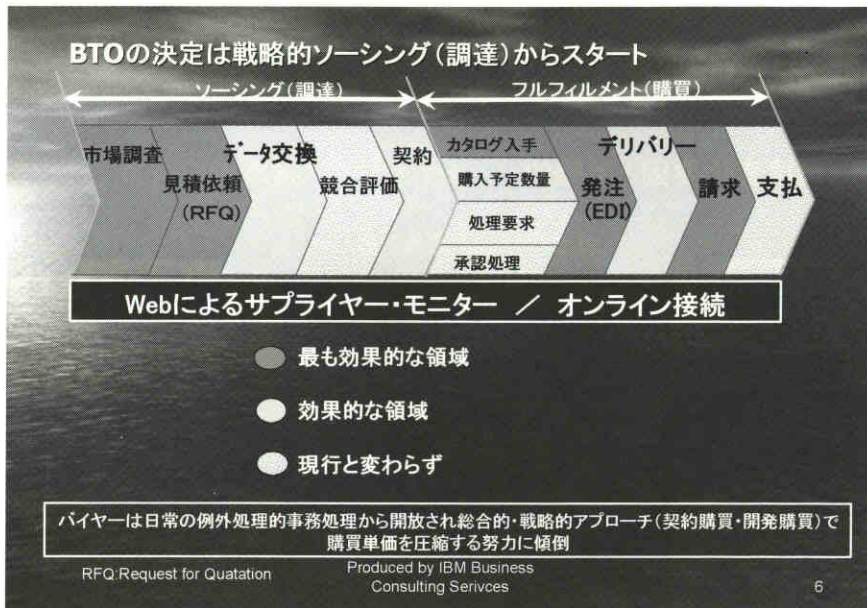 BTOの決定は戦略的ソーシング（調達）からスタート
ソーシング（調達）
フルフィルメント（購買）
市場調査
見積依頼
(RFQ)
データ交換
競合評価
契約
カタログ入手
購入予定数量
処理要求
承認処理
発注
(EDI)
デリバリー
請求
支払
Webによるサプライヤー・モニター ／ オンライン接続
最も効果的な領域
効果的な領域
現行と変わらず
バイヤーは日常の例外処理的事務処理から開放され総合的・戦略的アプローチ（契約購買・開発購買）で
購買単価を圧縮する努力に傾倒
RFQ:Request for Quatation
Produced by IBM Business
Consulting Serivces
6